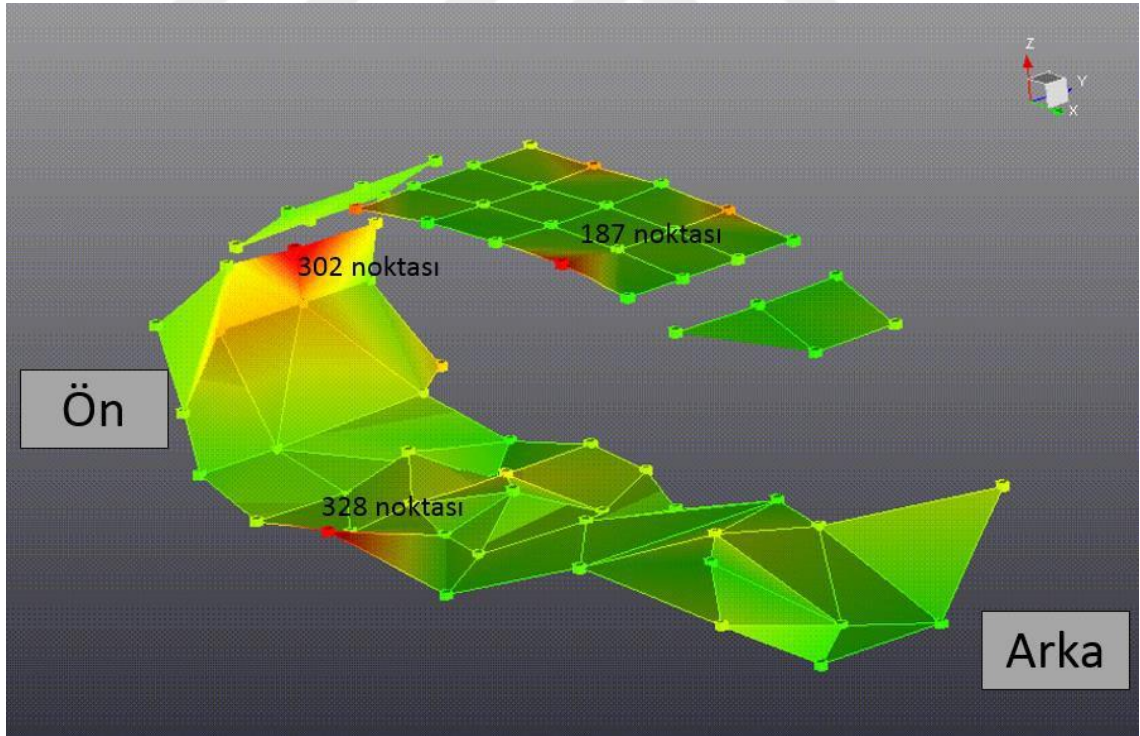 Z
Y
X
187 noktası
302 noktası
Ön
328 noktası
Arka